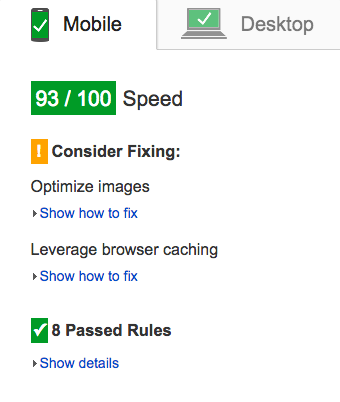 Mobile
Desktop
93 / 100 Speed
! Consider Fixing:
Optimize images
Show how to fix
Leverage browser caching
Show how to fix
8 Passed Rules
Show details